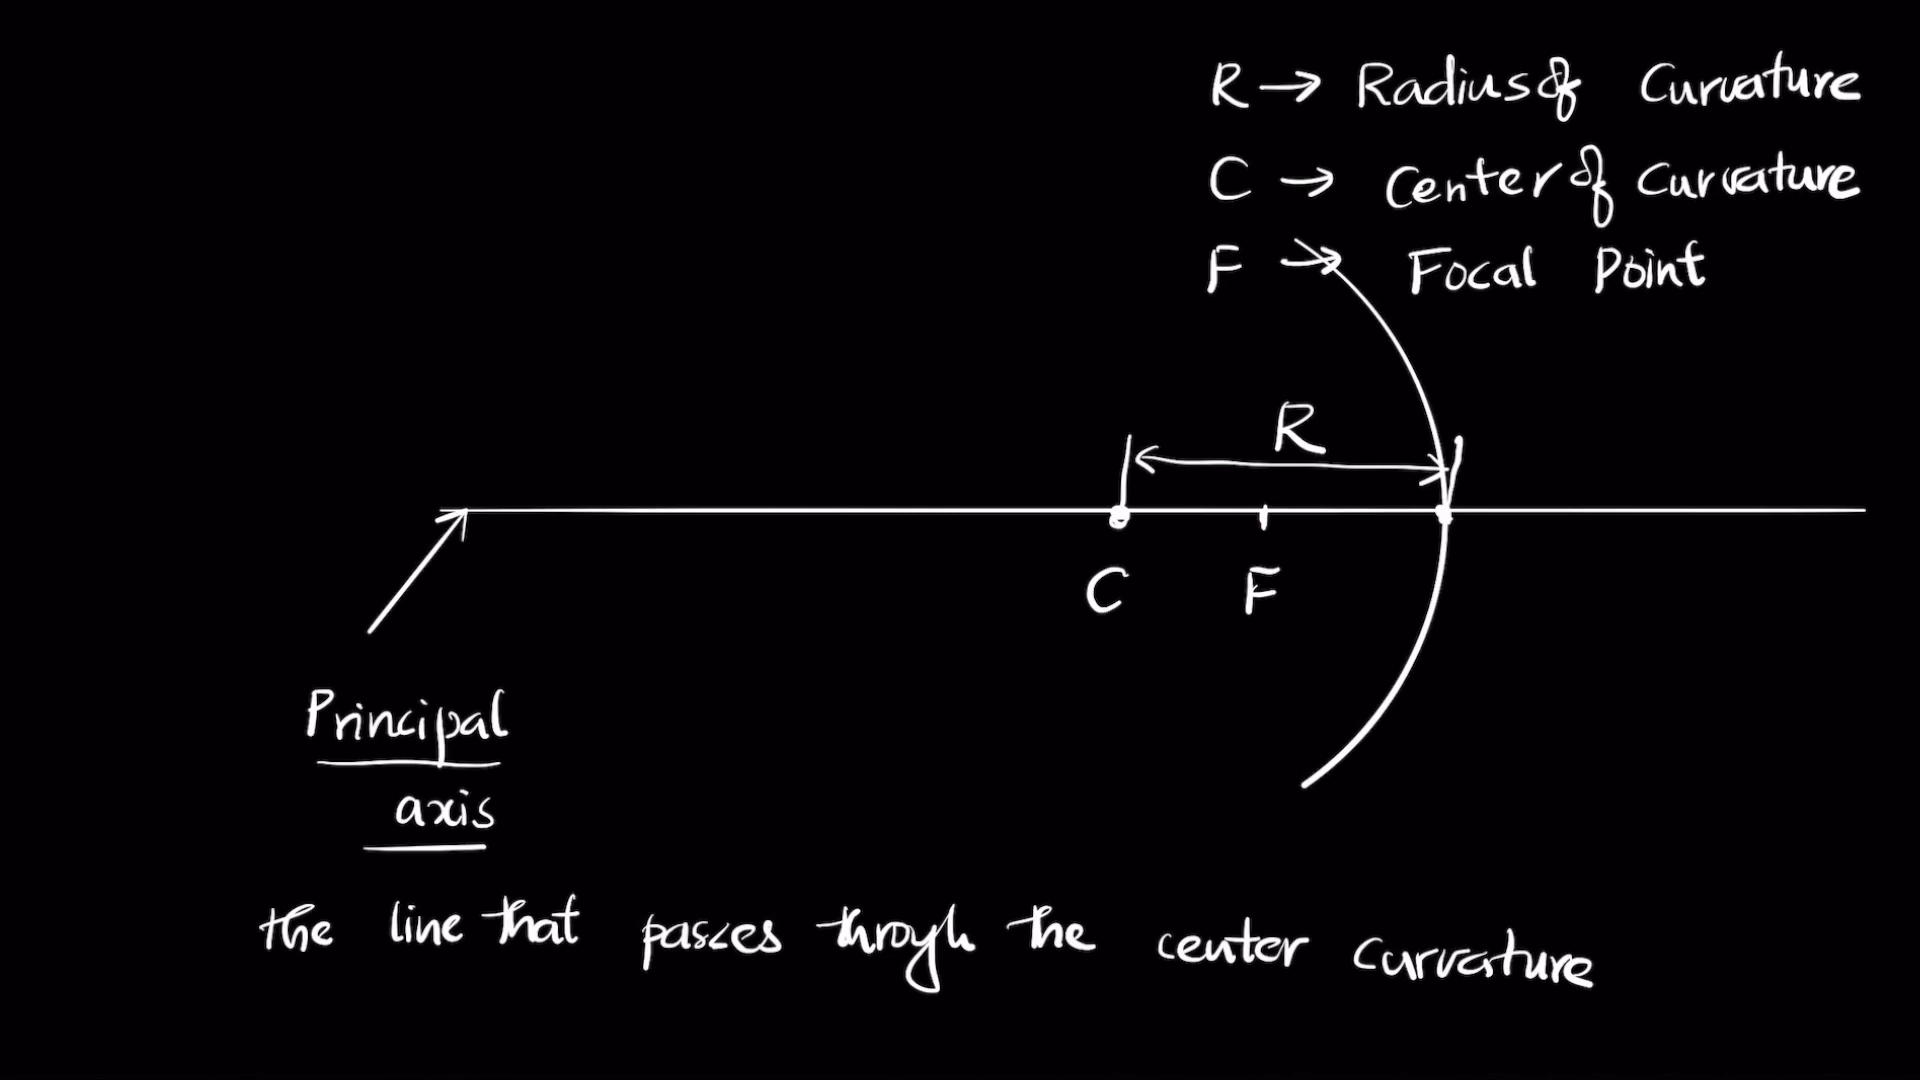 R → Radius of Curvature
C → Center of Curvature
F → Focal Point
R
C F
Principal
axis
the line that passes through the center curvature